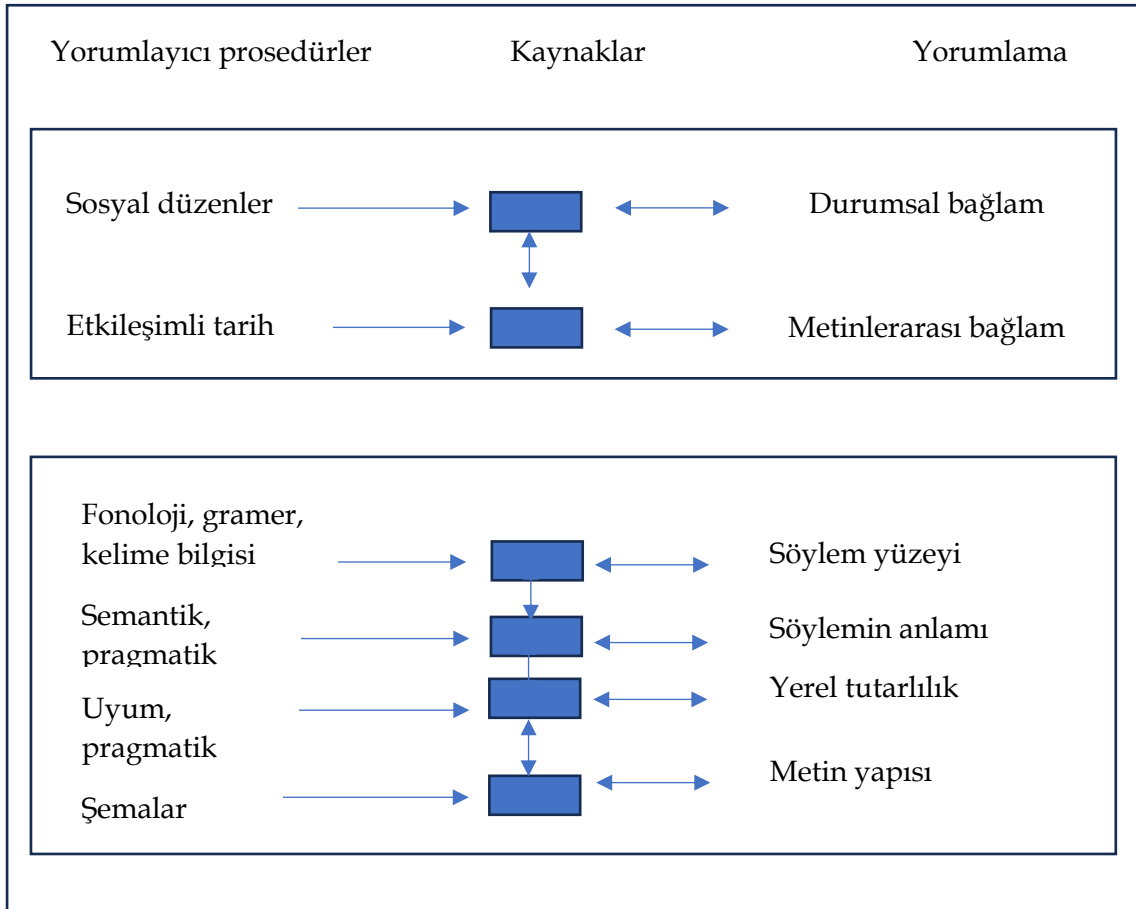 Yorumlayıcı prosedürler Kaynaklar Yorumlama
Sosyal düzenler Durumsal bağlam
Etkileşimli tarih Metinlerarası bağlam
Fonoloji, gramer,
kelime bilgisi
Söylem yüzeyi
Semantik,
pragmatik
Söylemin anlamı
Uyum,
pragmatik
Yerel tutarlılık
Şemalar
Metin yapısı